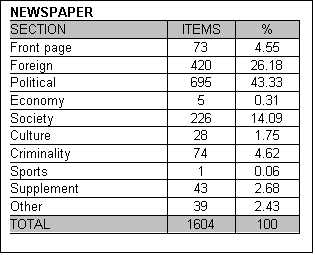 NEWSPAPER
SECTION ITEMS %
Front page 73 4.55
Foreign 420 26.18
Political 695 43.33
Economy 5 0.31
Society 226 14.09
Culture 28 1.75
Criminality 74 4.62
Sports 1 0.06
Supplement 43 2.68
Other 39 2.43
TOTAL 1604 100